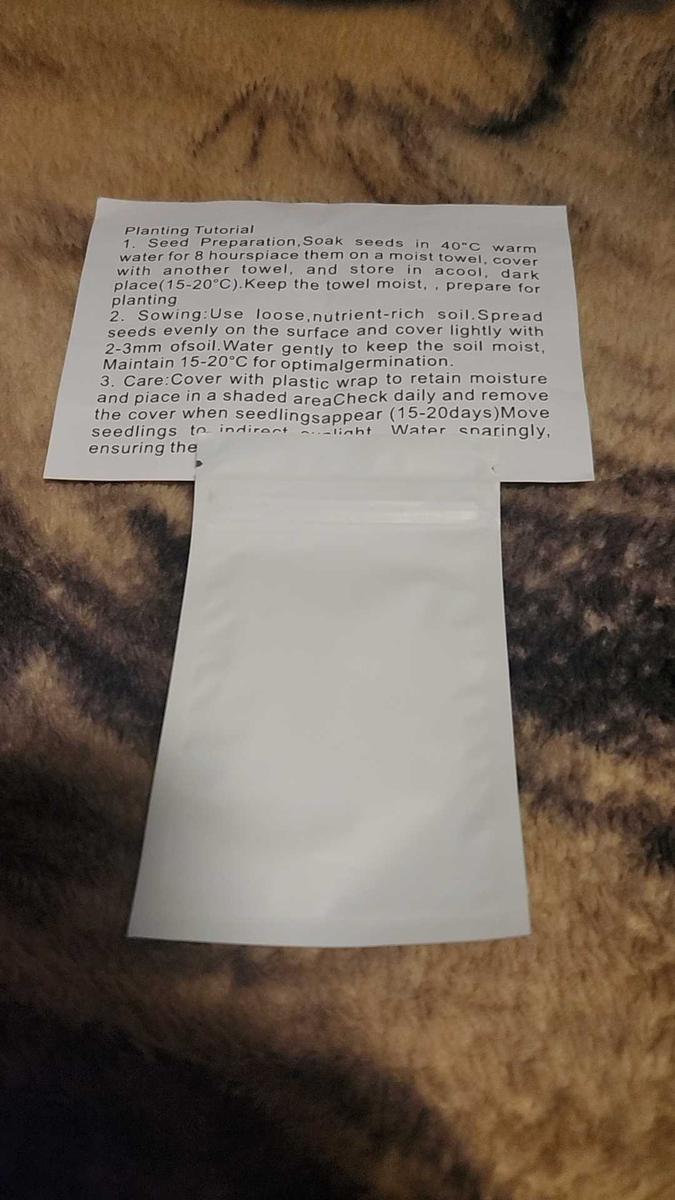 Planting Tutorial
1. Seed Preparation,Soak seeds in 40°C warm
water for 8 hourspiace them on a moist towel, cover
with another towel, and store in acool, dark
place(15-20°C).Keep the towel moist, , prepare for
planting
2. Sowing:Use loose,nutrient-rich soil.Spread
seeds evenly on the surface and cover lightly with
2-3mm ofsoil.Water gently to keep the soil moist,
Maintain 15-20°C for optimalgermination.
3. Care:Cover with plastic wrap to retain moisture
and piace in a shaded areaCheck daily and remove
the cover when seedlingsappear (15-20days)Move
seedlings to indirect sunlight. Water sparingly,
ensuring the